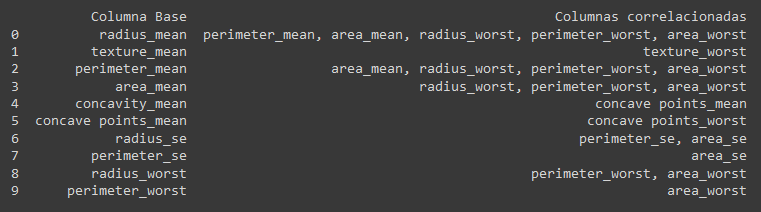 Columna Base Columnas correlacionadas
0 radius_mean perimeter_mean, area_mean, radius_worst, perimeter_worst, area_worst
1 texture_mean texture_worst
2 perimeter_mean area_mean, radius_worst, perimeter_worst, area_worst
3 area_mean radius_worst, perimeter_worst, area_worst
4 concavity_mean concave points_mean
5 concave points_mean concave points_worst
6 radius_se perimeter_se, area_se
7 perimeter_se area_se
8 radius_worst perimeter_worst, area_worst
9 perimeter_worst area_worst